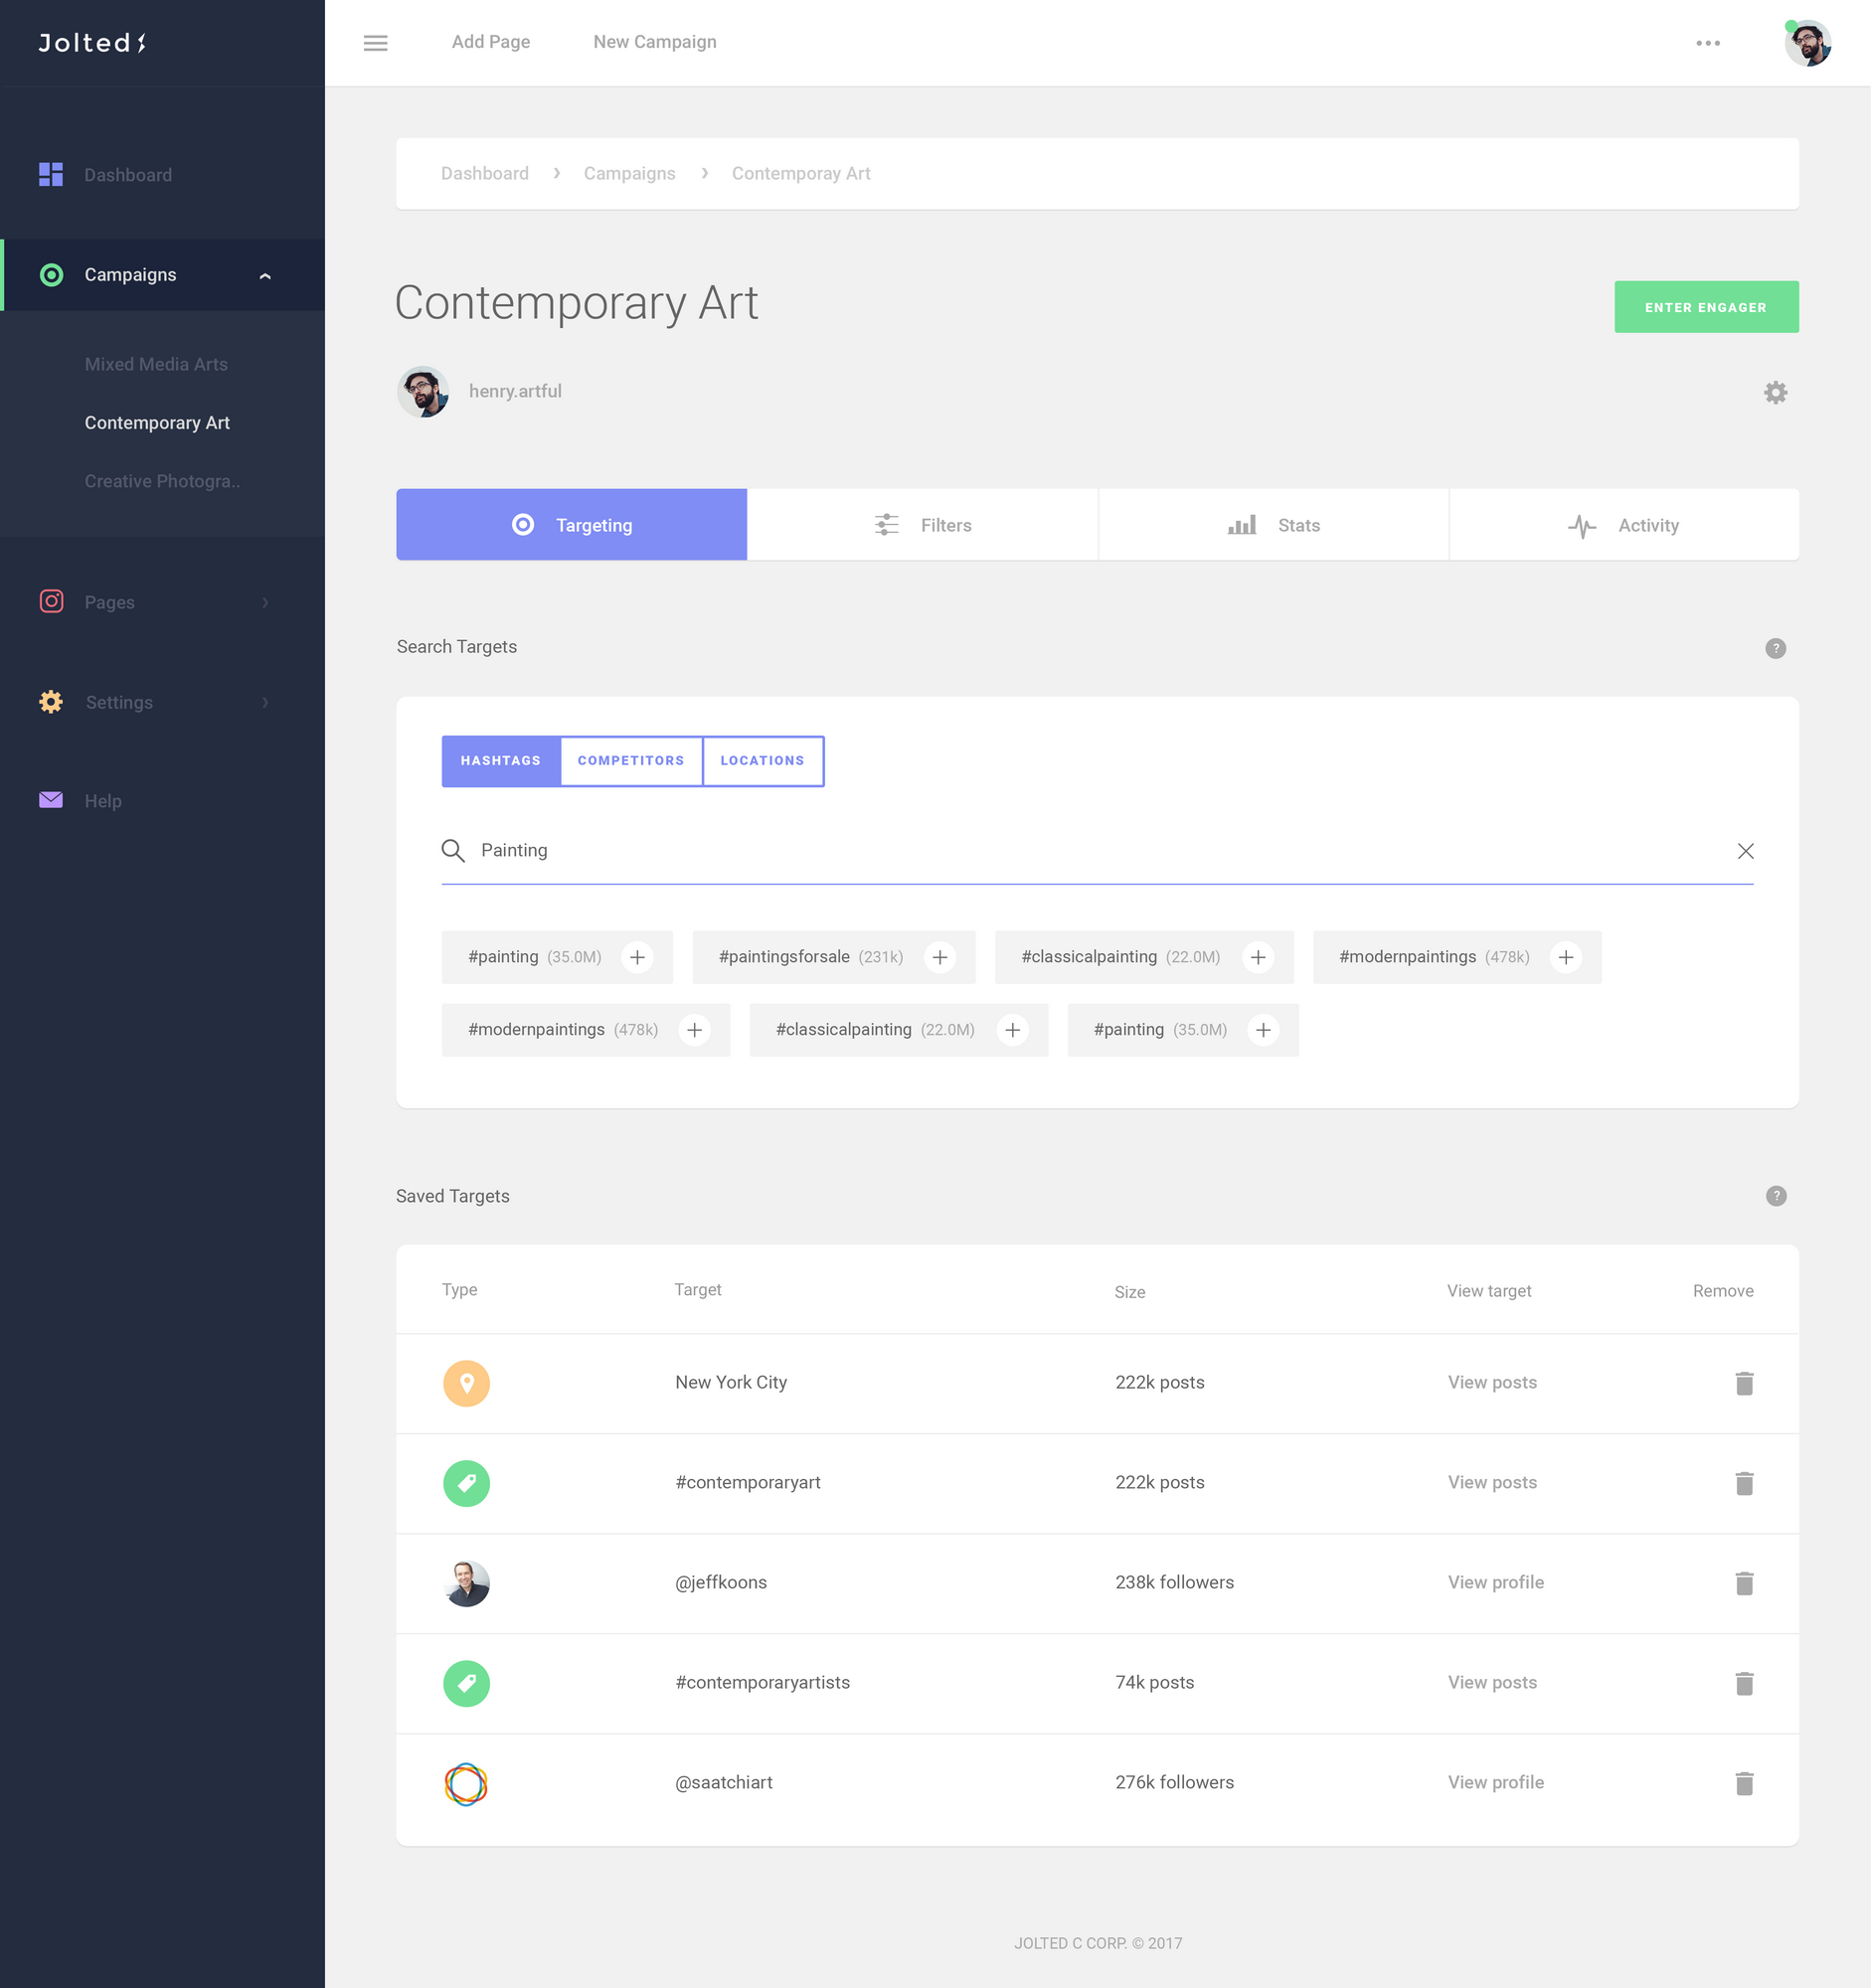 Jolted
Add Page New Campaign
Dashboard
Campaigns
Mixed Media Arts
Contemporary Art
Creative Photogra..
Pages
Settings
Help
Dashboard › Campaigns › Contemporay Art
Contemporary Art
ENTER ENGAGER
henry.artful
Targeting Filters Stats Activity
Search Targets ?
HASHTAGS COMPETITORS LOCATIONS
Painting
#painting (35.0M) + #paintingsforsale (231k) + #classicalpainting (22.0M) + #modernpaintings (478k) +
#modernpaintings (478k) + #classicalpainting (22.0M) + #painting (35.0M) +
Saved Targets ?
Type Target Size View target Remove
New York City 222k posts View posts
#contemporaryart 222k posts View posts
@jeffkoons 238k followers View profile
#contemporaryartists 74k posts View posts
@saatchiart 276k followers View profile
JOLTED C CORP. © 2017